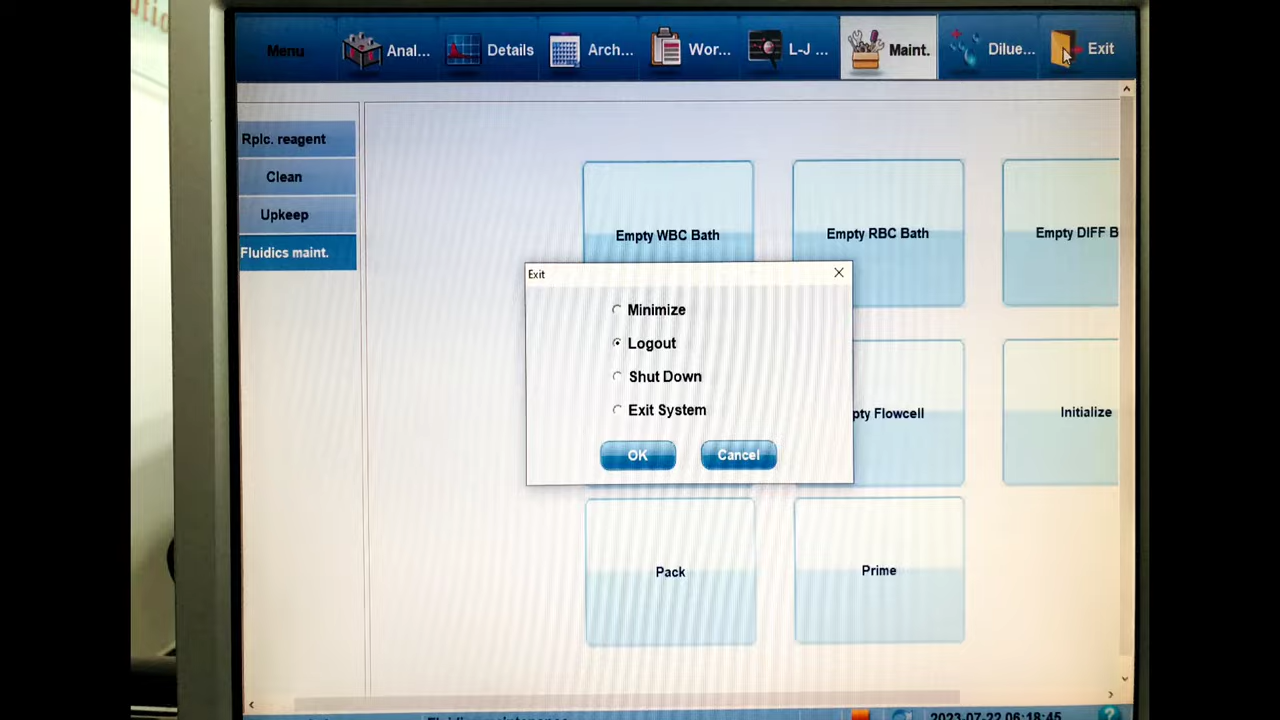 Menu
Anal...
Details
Arch...
Wor...
L-J ...
Maint.
Dilue...
Exit
Rplc. reagent
Clean
Upkeep
Fluidics maint.
Empty WBC Bath
Empty RBC Bath
Empty DIFF B
Exit
Minimize
Logout
Shut Down
Exit System
OK
Cancel
pty Flowcell
Initialize
Pack
Prime
Fluidics maintenance
2023-07-22 06:18:45